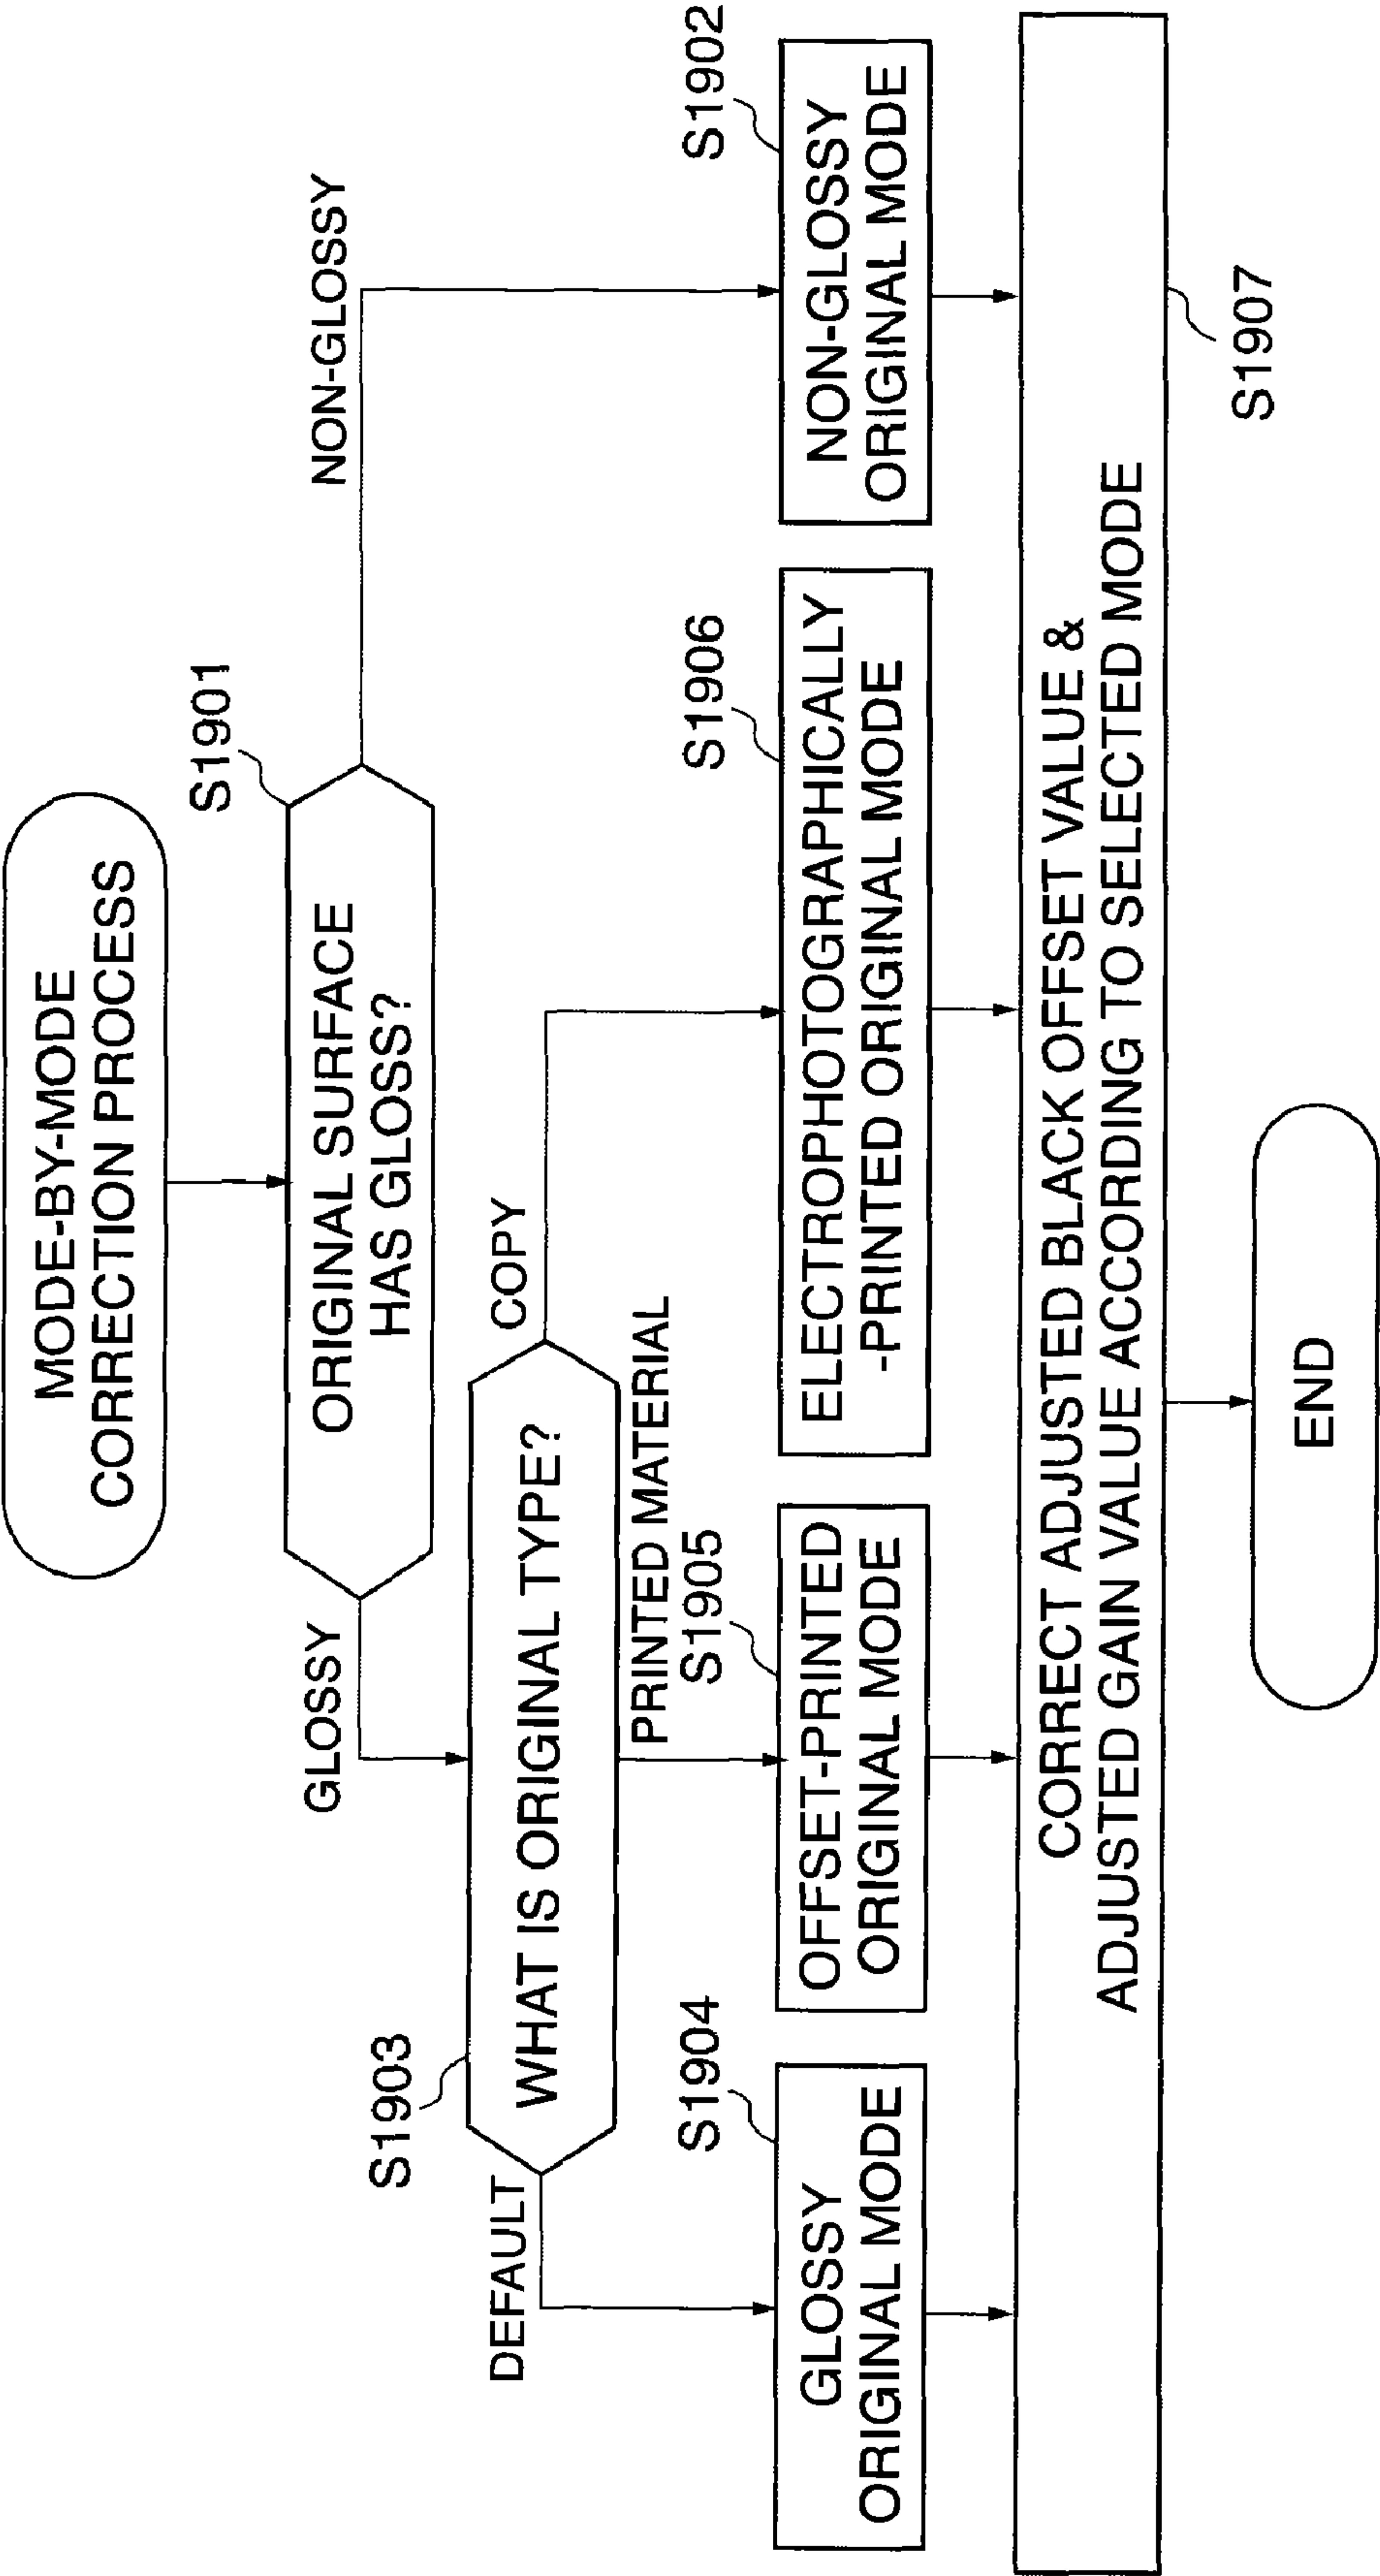 MODE-BY-MODE
CORRECTION PROCESS
S1901
ORIGINAL SURFACE
HAS GLOSS?
GLOSSY
NON-GLOSSY
S1903
WHAT IS ORIGINAL TYPE?
DEFAULT
COPY
PRINTED MATERIAL
S1904
GLOSSY
ORIGINAL MODE
S1905
OFFSET-PRINTED
ORIGINAL MODE
S1906
ELECTROPHOTOGRAPHICALLY
-PRINTED ORIGINAL MODE
S1902
NON-GLOSSY
ORIGINAL MODE
CORRECT ADJUSTED BLACK OFFSET VALUE &
ADJUSTED GAIN VALUE ACCORDING TO SELECTED MODE
S1907
END